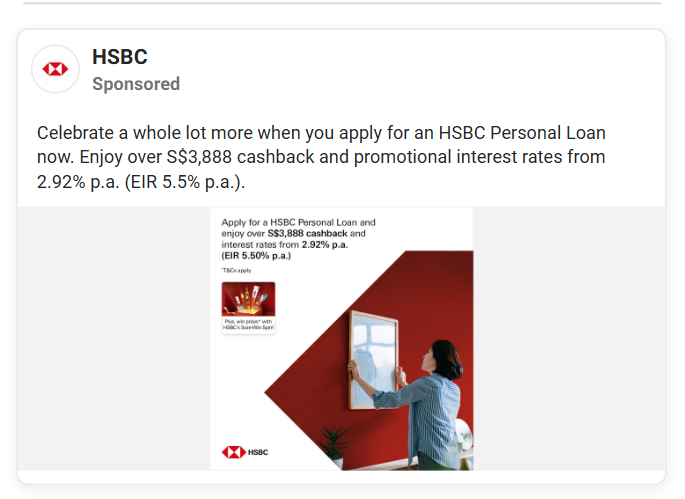 HSBC
Sponsored
Celebrate a whole lot more when you apply for an HSBC Personal Loan
now. Enjoy over S$3,888 cashback and promotional interest rates from
2.92% p.a. (EIR 5.5% p.a.).
Apply for a HSBC Personal Loan and
enjoy over S$3,888 cashback and
interest rates from 2.92% p.a.
(EIR 5.50% p.a.)
*T&Cs apply.
Plus, win prizes* with
HSBC's Sure-Win Spin!
HSBC